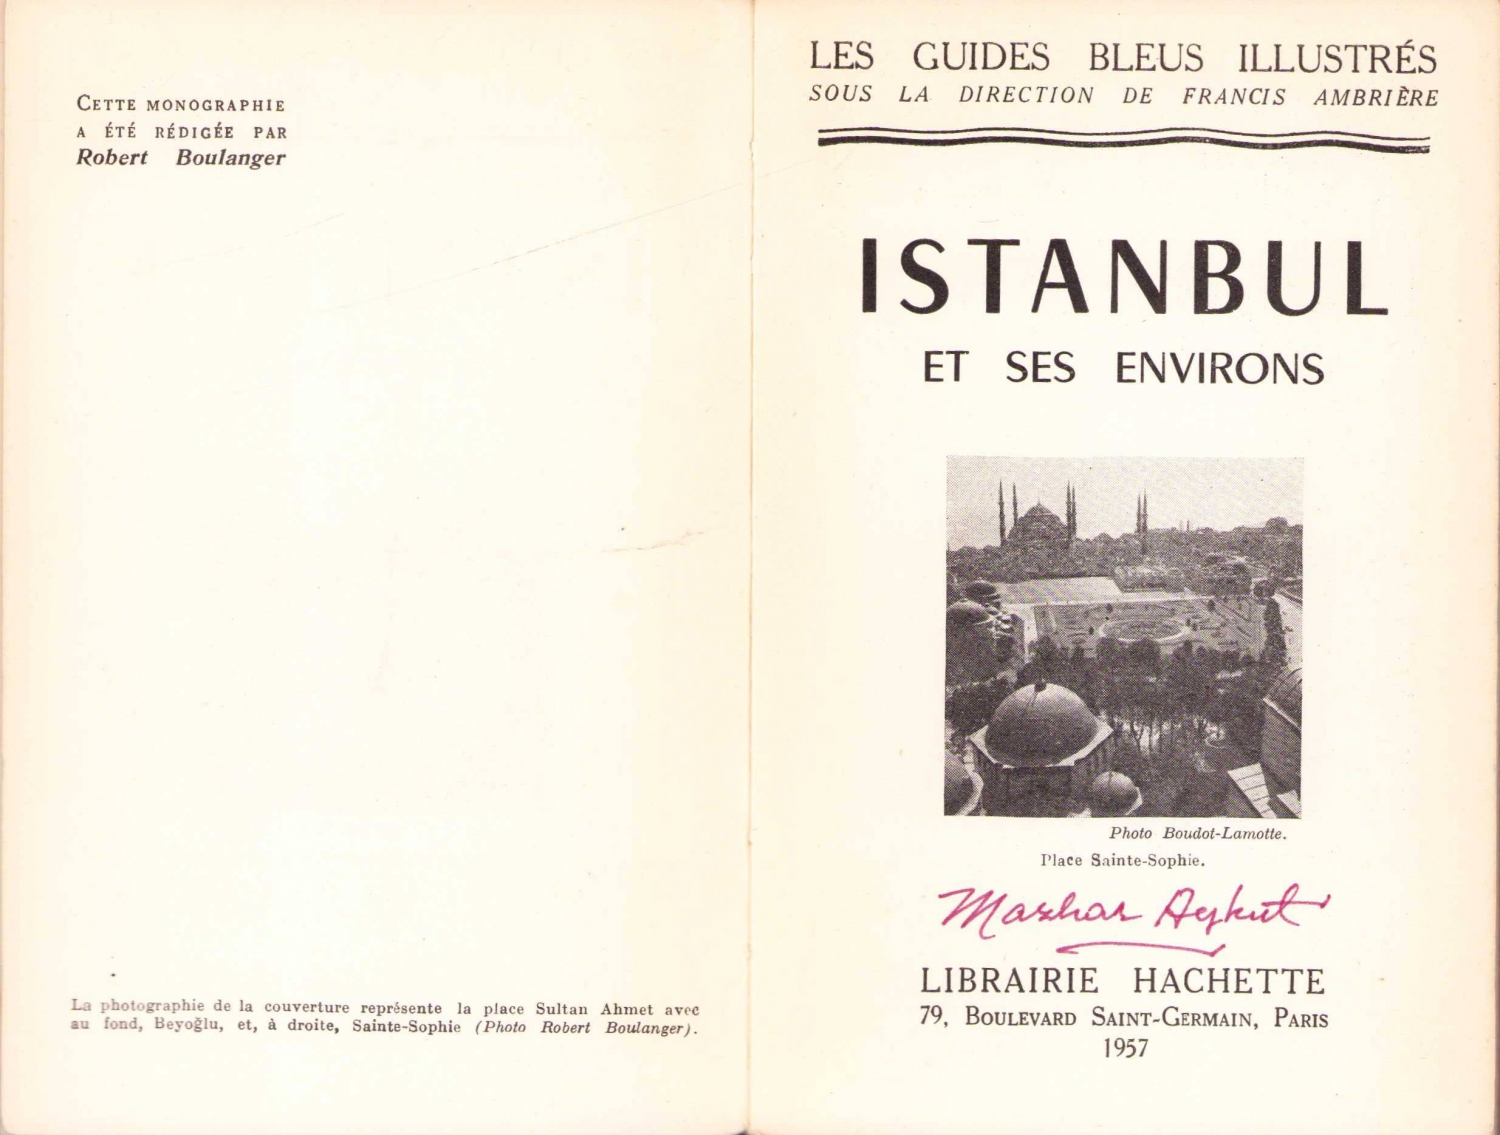 CETTE MONOGRAPHIE
A ÉTÉ RÉDIGÉE PAR
Robert Boulanger
La photographie de la couverture représente la place Sultan Ahmet avec
au fond, Beyoğlu, et, à droite, Sainte-Sophie (Photo Robert Boulanger).
LES GUIDES BLEUS ILLUSTRÉS
SOUS LA DIRECTION DE FRANCIS AMBRIÈRE
ISTANBUL
ET SES ENVIRONS
Photo Boudot-Lamotte.
Place Sainte-Sophie.
Mazhar Aykut
LIBRAIRIE HACHETTE
79, BOULEVARD SAINT-GERMAIN, PARIS
1957